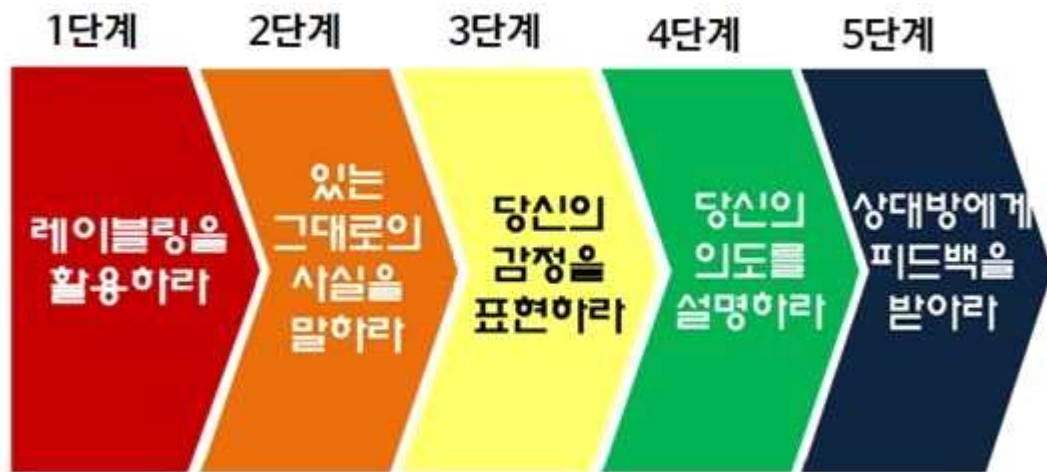 1단계
2단계
3단계
4단계
5단계
레이블링을
활용하라
있는
그대로의
사실을
말하라
당신의
감정을
표현하라
당신의
의도를
설명하라
상대방에게
피드백을
받아라